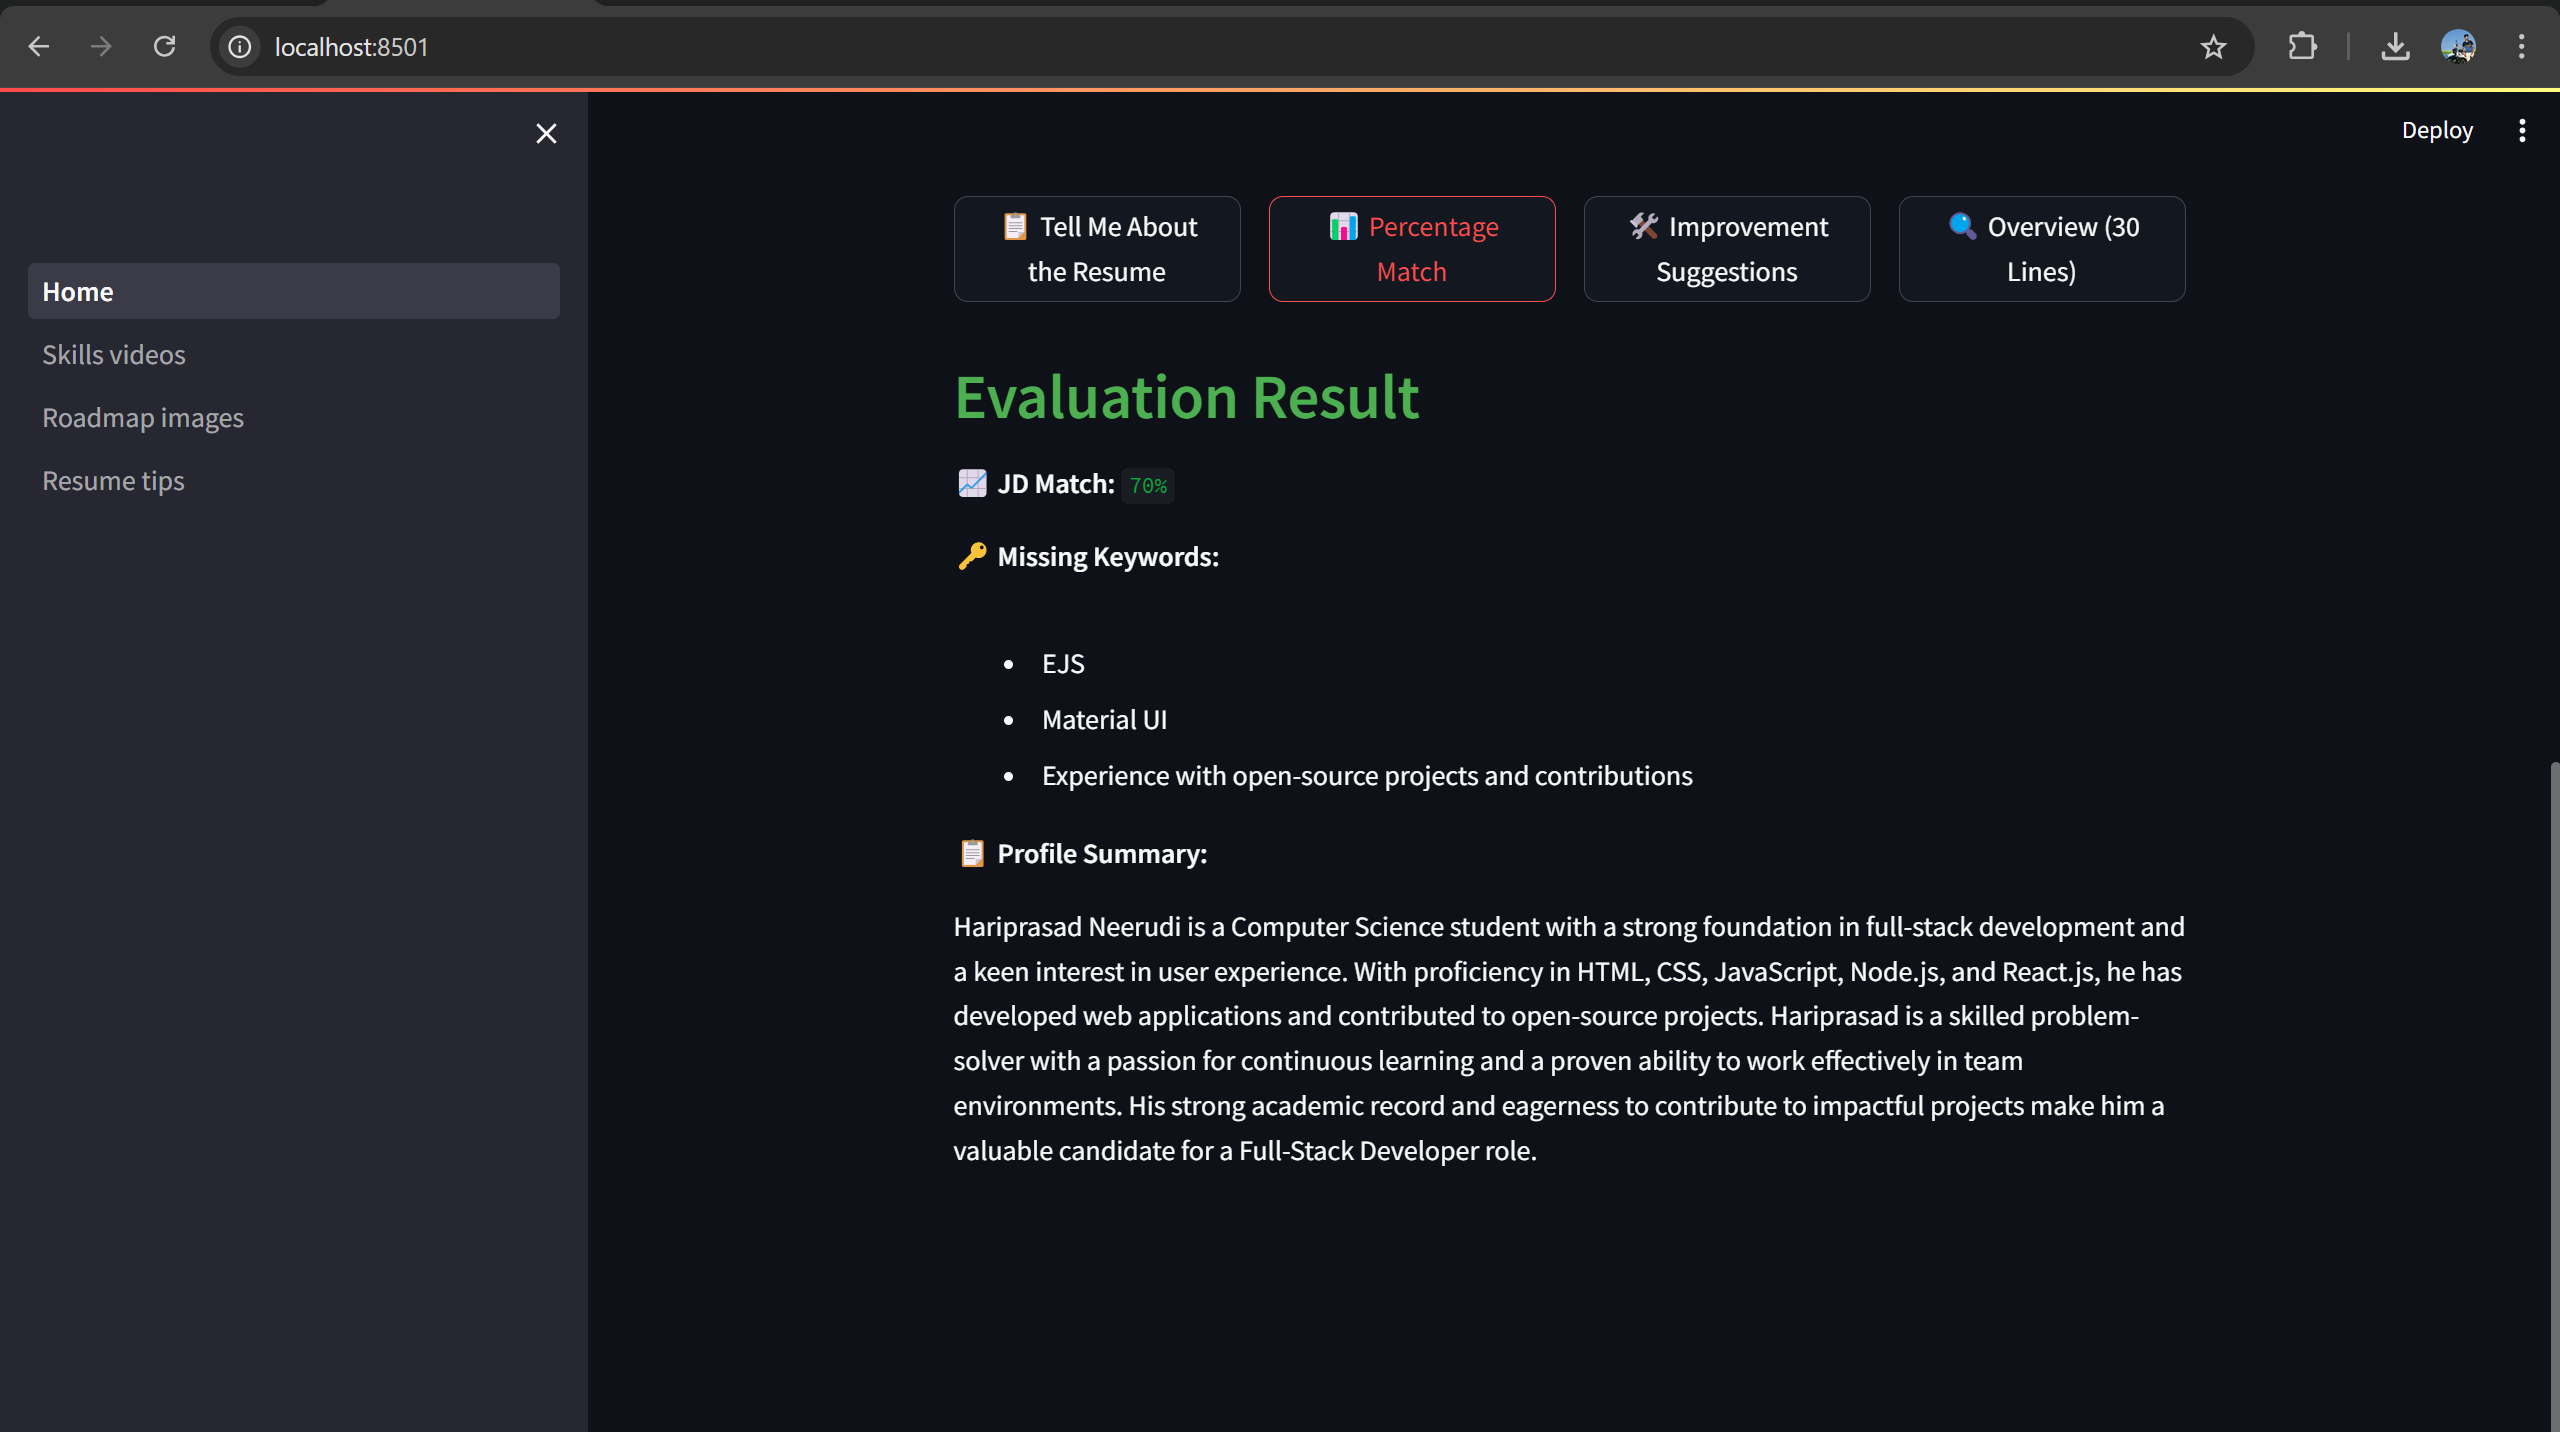 localhost:8501
Deploy
Home
Skills videos
Roadmap images
Resume tips
Tell Me About
the Resume
Percentage
Match
Improvement
Suggestions
Overview (30
Lines)
Evaluation Result
JD Match: 70%
Missing Keywords:
• EJS
• Material UI
• Experience with open-source projects and contributions
Profile Summary:
Hariprasad Neerudi is a Computer Science student with a strong foundation in full-stack development and
a keen interest in user experience. With proficiency in HTML, CSS, JavaScript, Node.js, and React.js, he has
developed web applications and contributed to open-source projects. Hariprasad is a skilled problem-
solver with a passion for continuous learning and a proven ability to work effectively in team
environments. His strong academic record and eagerness to contribute to impactful projects make him a
valuable candidate for a Full-Stack Developer role.